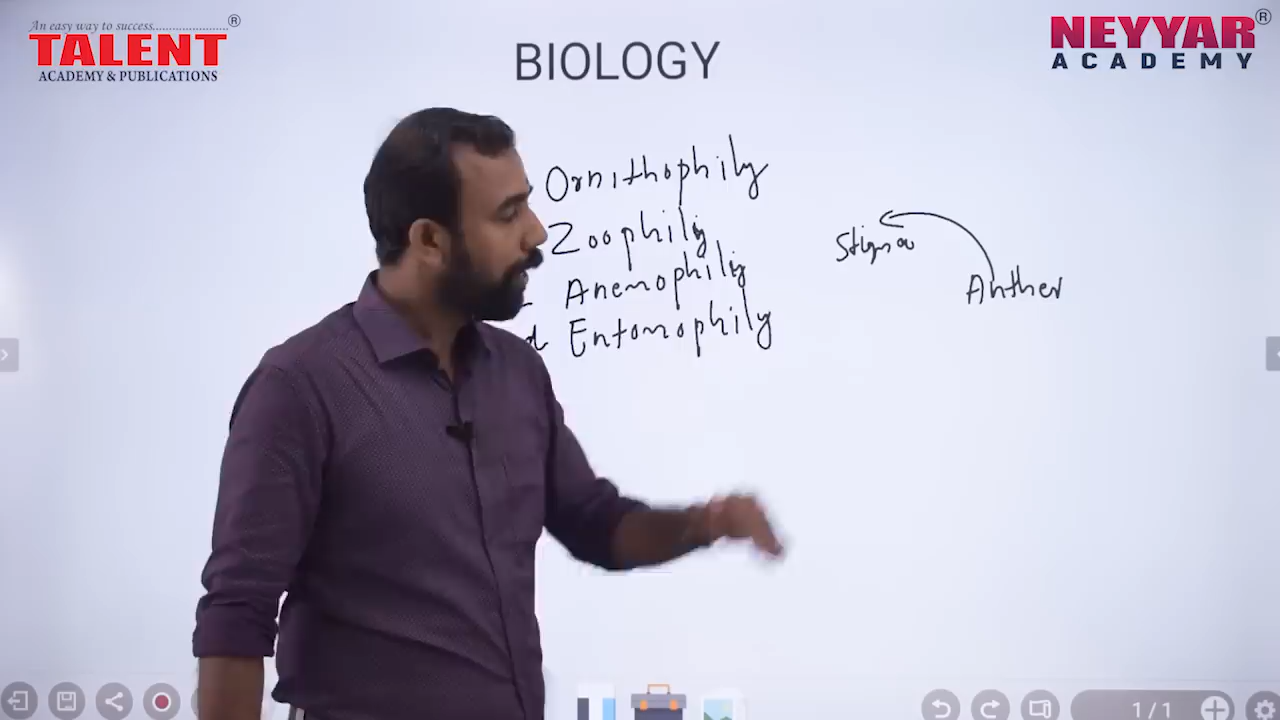 An easy way to success....................
TALENT
ACADEMY & PUBLICATIONS
BIOLOGY
NEYYAR
ACADEMY
Ornithophily
Zoophily
Anemophily
d Entomophily
Stigma
Anther
1/1